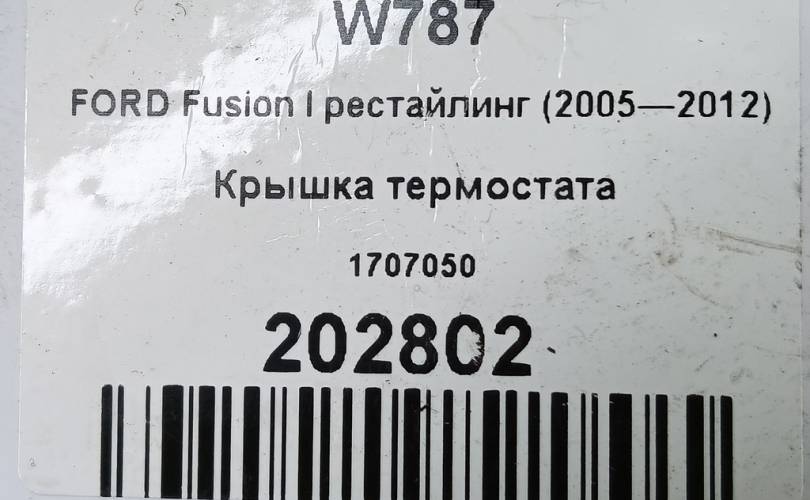 W787
FORD Fusion I рестайлинг (2005—2012)
Крышка термостата
1707050
202802